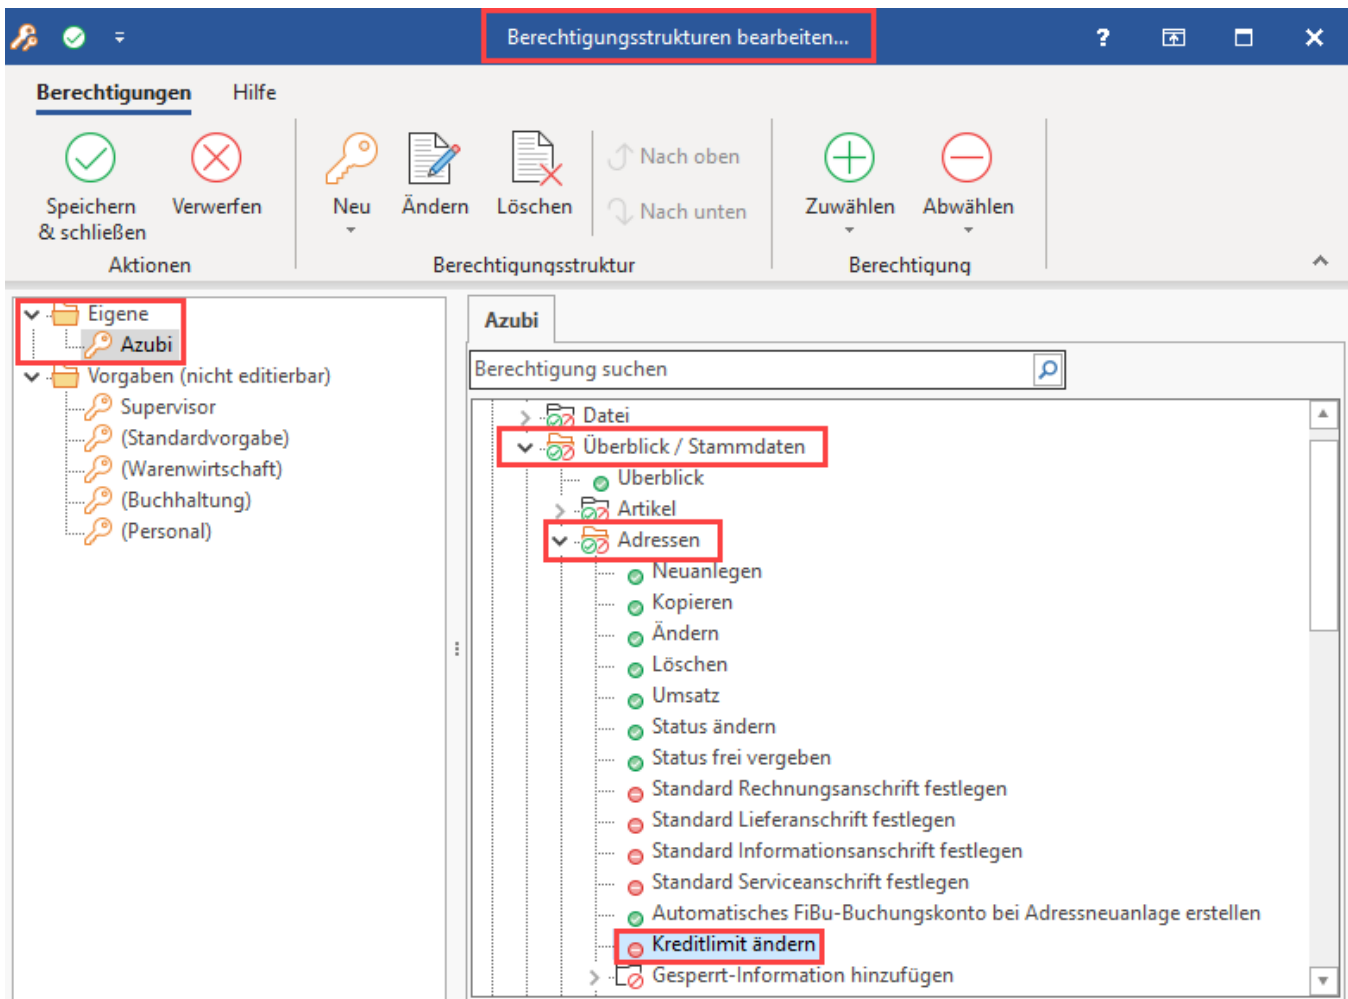 Berechtigungsstrukturen bearbeiten...
?
Berechtigungen Hilfe
Speichern & schließen
Verwerfen
Neu
Ändern
Löschen
Nach oben
Nach unten
Zuwählen
Abwählen
Aktionen
Berechtigungsstruktur
Berechtigung
Eigene
Azubi
Vorgaben (nicht editierbar)
Supervisor
(Standardvorgabe)
(Warenwirtschaft)
(Buchhaltung)
(Personal)
Azubi
Berechtigung suchen
Datei
Überblick / Stammdaten
Überblick
Artikel
Adressen
Neuanlegen
Kopieren
Ändern
Löschen
Umsatz
Status ändern
Status frei vergeben
Standard Rechnungsanschrift festlegen
Standard Lieferanschrift festlegen
Standard Informationsanschrift festlegen
Standard Serviceanschrift festlegen
Automatisches FiBu-Buchungskonto bei Adressneuanlage erstellen
Kreditlimit ändern
Gesperrt-Information hinzufügen